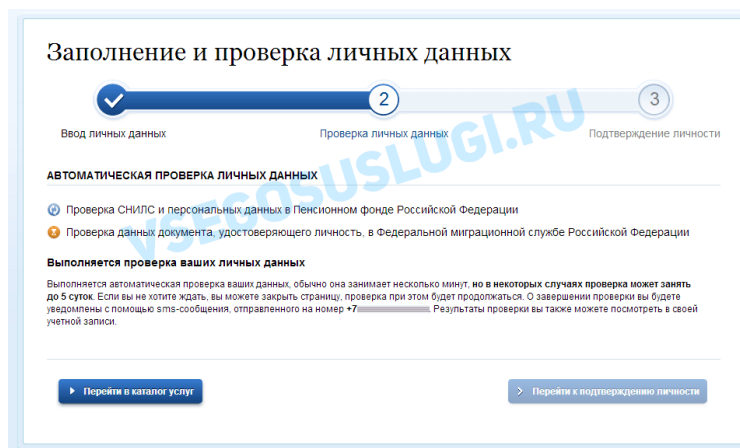 Заполнение и проверка личных данных
2
3
Ввод личных данных
Проверка личных данных
Подтверждение личности
VSEGOSUSLUGI.RU
АВТОМАТИЧЕСКАЯ ПРОВЕРКА ЛИЧНЫХ ДАННЫХ
Проверка СНИЛС и персональных данных в Пенсионном фонде Российской Федерации
Проверка данных документа, удостоверяющего личность, в Федеральной миграционной службе Российской Федерации
Выполняется проверка ваших личных данных
Выполняется автоматическая проверка ваших данных, обычно она занимает несколько минут, но в некоторых случаях проверка может занять
до 5 суток. Если вы не хотите ждать, вы можете закрыть страницу, проверка при этом будет продолжаться. О завершении проверки вы будете
уведомлены с помощью sms-сообщения, отправленного на номер +7. Результаты проверки вы также можете посмотреть в своей
учетной записи.
Перейти в каталог услуг
Перейти к подтверждению личности